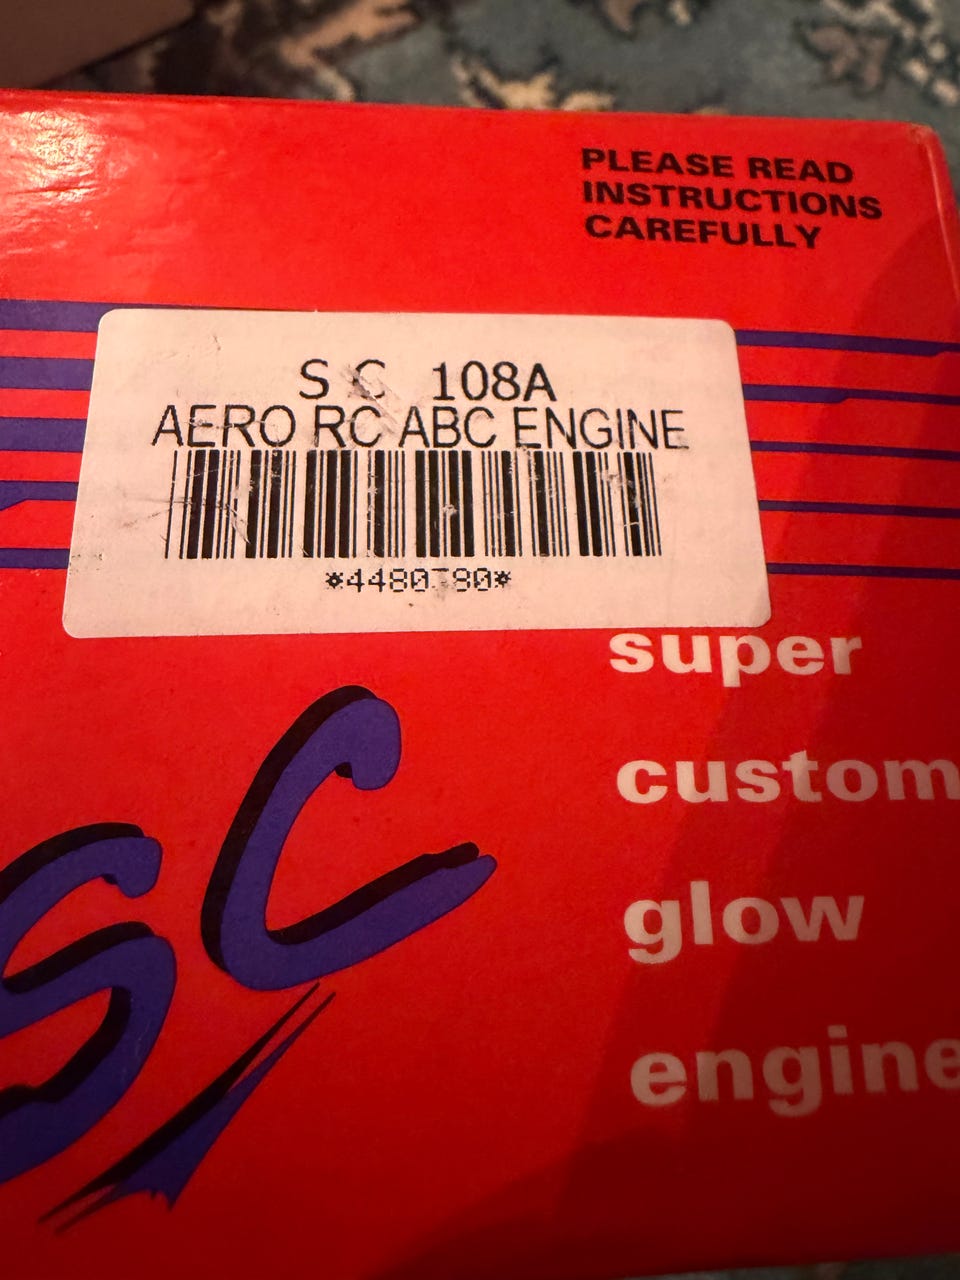 PLEASE READ
INSTRUCTIONS
CAREFULLY
S C 108A
AERO RC ABC ENGINE
super
custom
glow
engine
SC